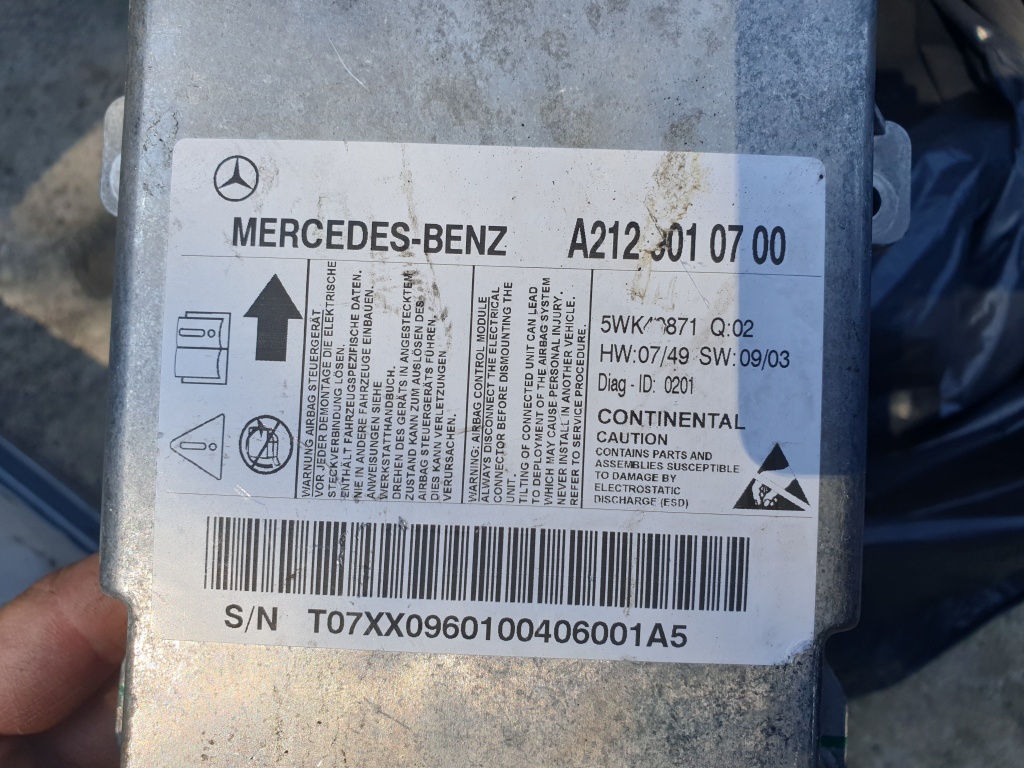 MERCEDES-BENZ
A212 01 07 00
WARNUNG AIRBAG STEUERGERÄT
VOR JEDER DEMONTAGE DIE ELEKTRISCHE
STECKVERBINDUNG LÖSEN.
ENTHÄLT FAHRZEUGSPEZIFISCHE DATEN.
NIE IN ANDERE FAHRZEUGE EINBAUEN.
ANWEISUNGEN SIEHE
WERKSTATTHANDBUCH.
DREHEN DES GERÄTS IN ANGESTECKTEM
ZUSTAND KANN ZUM AUSLÖSEN DES
AIRBAG STEUERGERÄTS FÜHREN.
DIES KANN VERLETZUNGEN
VERURSACHEN.
WARNING: AIRBAG CONTROL MODULE
ALWAYS DISCONNECT THE ELECTRICAL
CONNECTOR BEFORE DISMOUNTING THE
UNIT.
TILTING OF CONNECTED UNIT CAN LEAD
TO DEPLOYMENT OF THE AIRBAG SYSTEM
WHICH MAY CAUSE PERSONAL INJURY.
NEVER INSTALL IN ANOTHER VEHICLE.
REFER TO SERVICE PROCEDURE.
Q:02
HW:07/49 SW:09/03
Diag - ID: 0201
CONTINENTAL
CAUTION
CONTAINS PARTS AND
ASSEMBLIES SUSCEPTIBLE
TO DAMAGE BY
ELECTROSTATIC
DISCHARGE (ESD)
S/N T07XX0960100406001A5